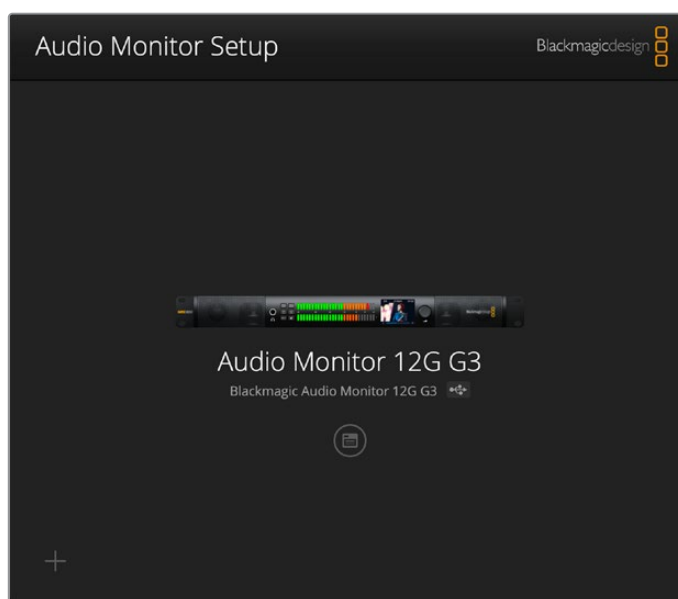 Audio Monitor Setup
Blackmagicdesign
Audio Monitor 12G G3
Blackmagic Audio Monitor 12G G3